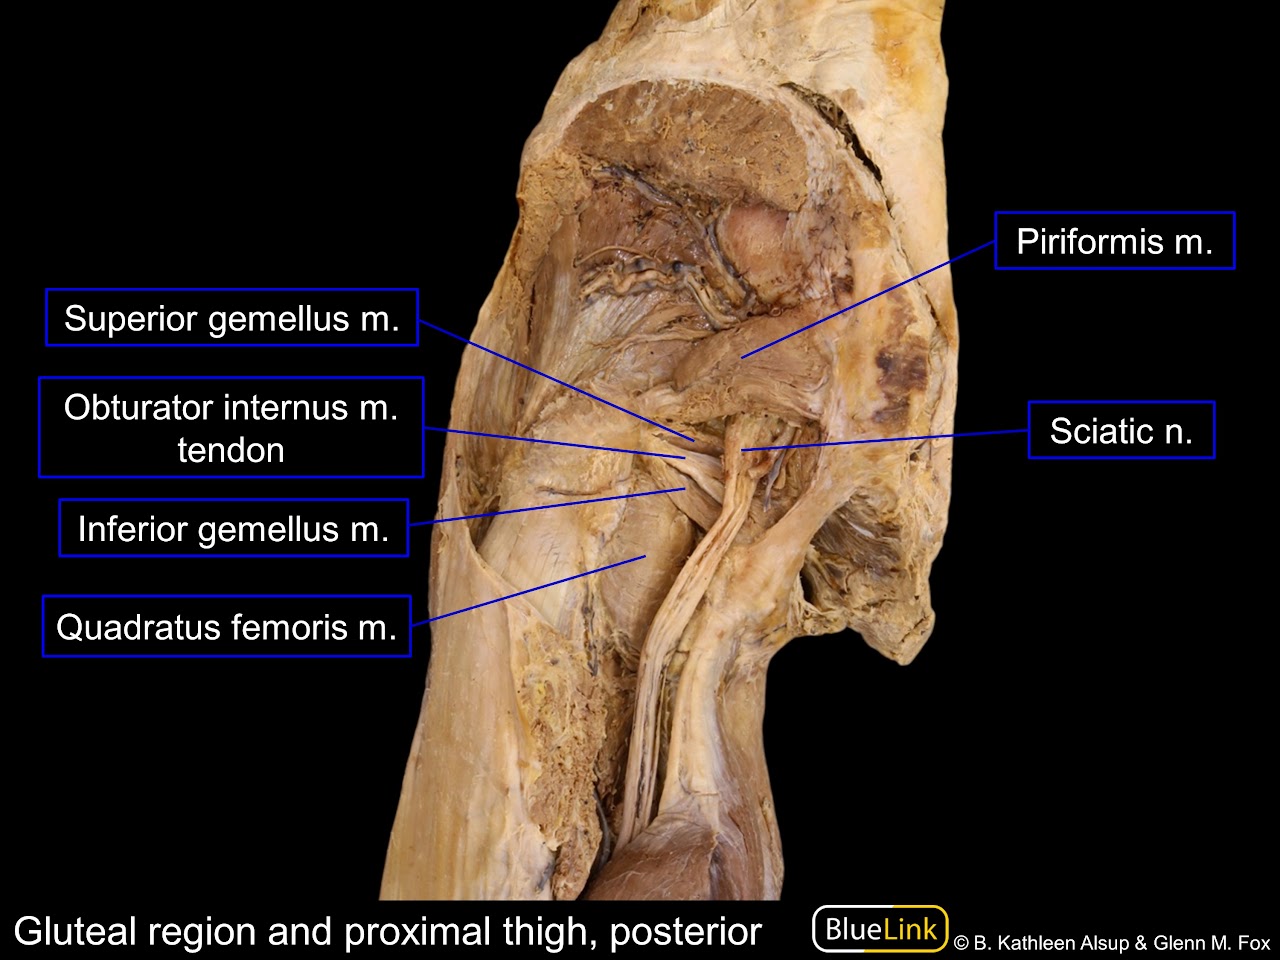 Piriformis m.
Superior gemellus m.
Obturator internus m.
tendon
Sciatic n.
Inferior gemellus m.
Quadratus femoris m.
Gluteal region and proximal thigh, posterior
BlueLink
© B. Kathleen Alsup & Glenn M. Fox